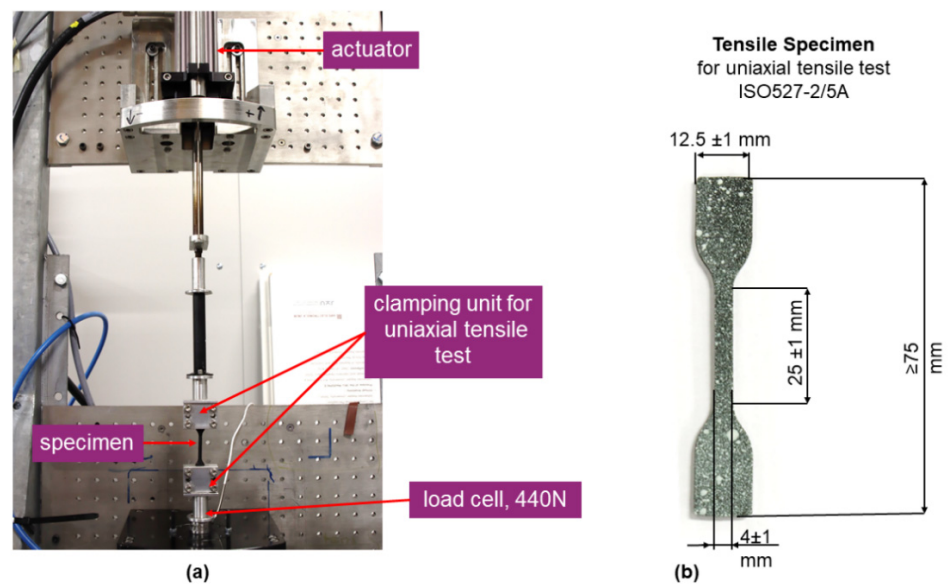 actuator
clamping unit for
uniaxial tensile
test
specimen
load cell, 440N
(a)
Tensile Specimen
for uniaxial tensile test
ISO527-2/5A
12.5 ±1 mm
25 ±1 mm
≥75
mm
4±1
mm
(b)